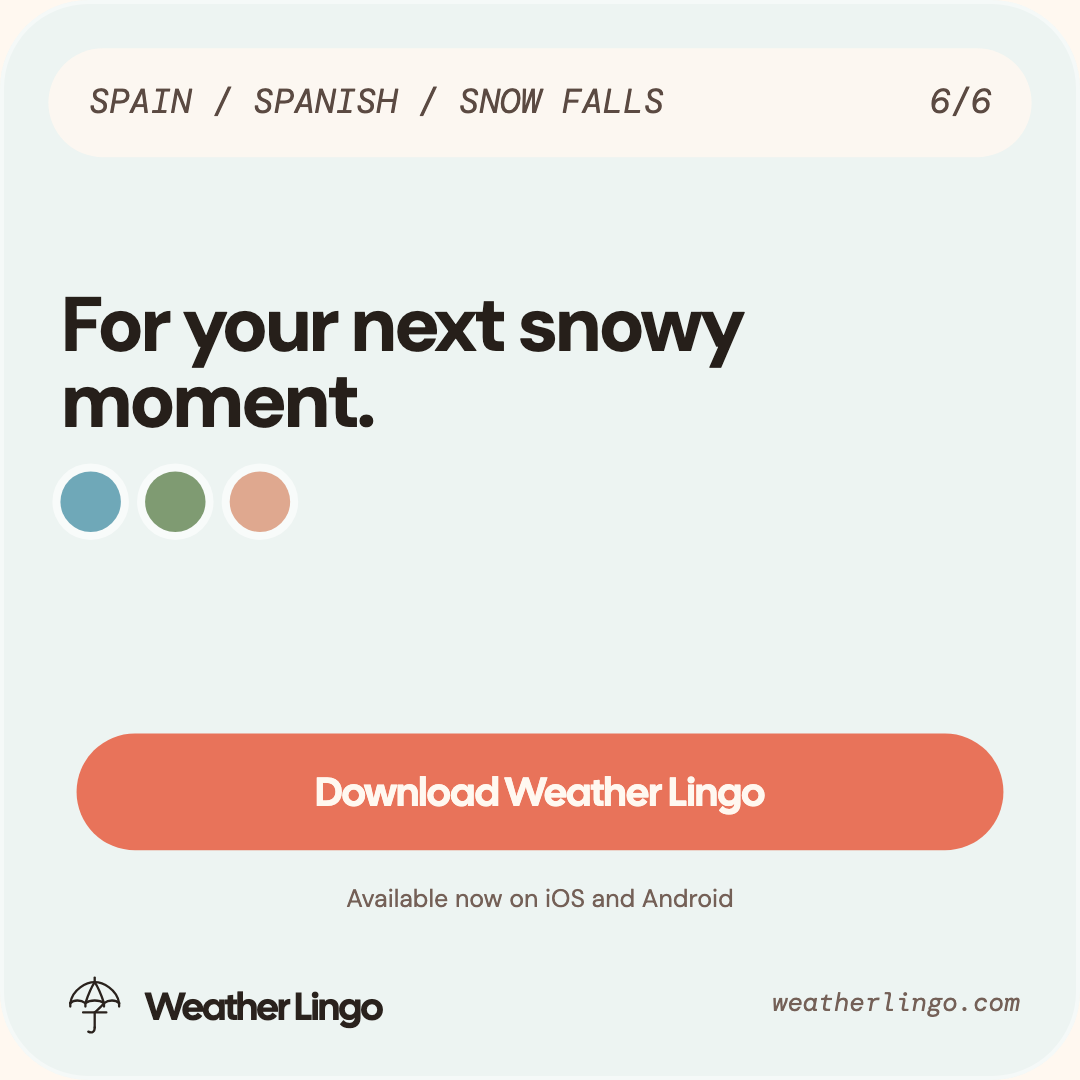 SPAIN / SPANISH / SNOW FALLS
6/6
For your next snowy
moment.
Download Weather Lingo
Available now on iOS and Android
Weather Lingo
weatherlingo.com